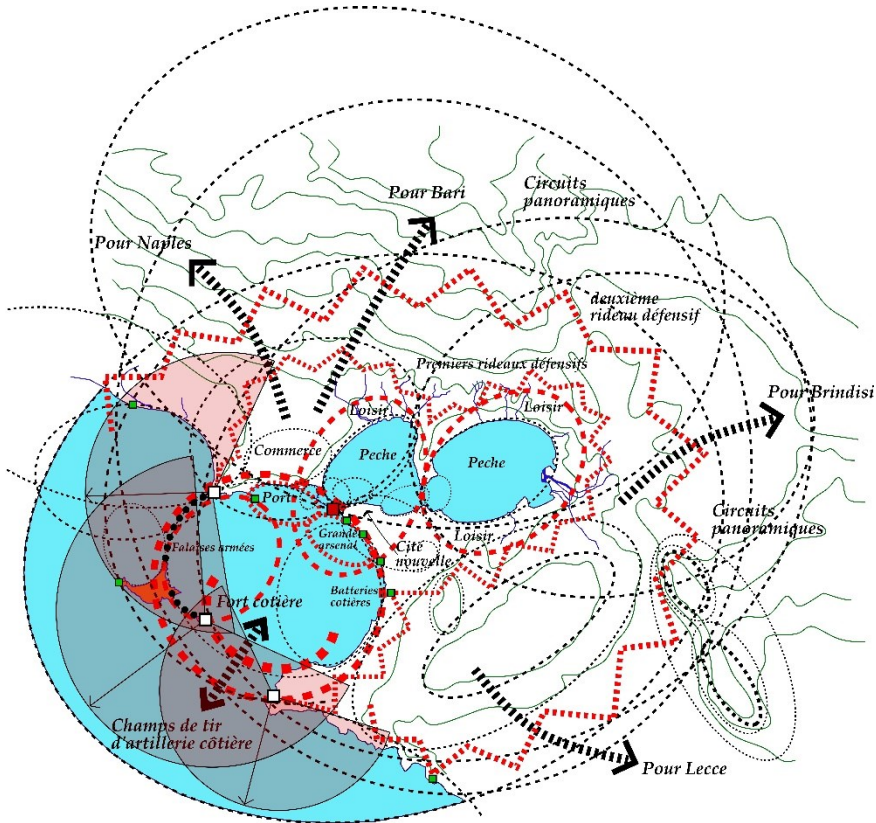 Circuits
panoramiques
Pour Bari
Pour Naples
deuxième
rideau défensif
Premiers rideaux défensifs
Pour Brindisi
Loisir
Loisir
Commerce
Peche
Peche
Port
Circuits
panoramiques
Grande
arsenal
Loisir
Falaises armées
Cité
nouvelle
Batteries
cotières
Fort cotière
Champs de tir
d'artillerie côtière
Pour Lecce